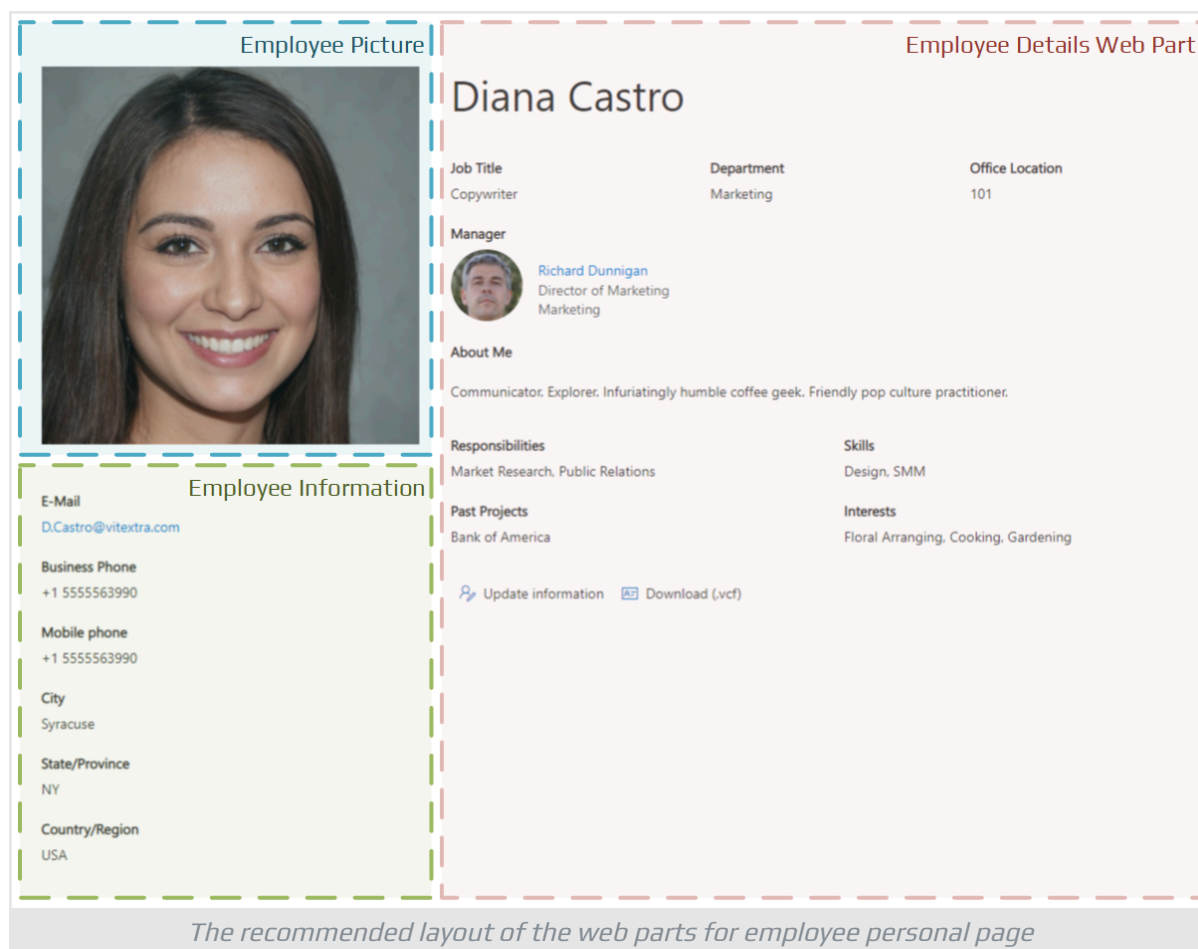 Employee Picture
Employee Details Web Part
Diana Castro
Job Title Department Office Location
Copywriter Marketing 101
Manager
Richard Dunnigan
Director of Marketing
Marketing
About Me
Communicator. Explorer. Infuriatingly humble coffee geek. Friendly pop culture practitioner.
Responsibilities Skills
Market Research, Public Relations Design, SMM
Past Projects Interests
Bank of America Floral Arranging, Cooking, Gardening
Update information Download (.vcf)
Employee Information
E-Mail
D.Castro@vitextra.com
Business Phone
+1 5555563990
Mobile phone
+1 5555563990
City
Syracuse
State/Province
NY
Country/Region
USA
The recommended layout of the web parts for employee personal page